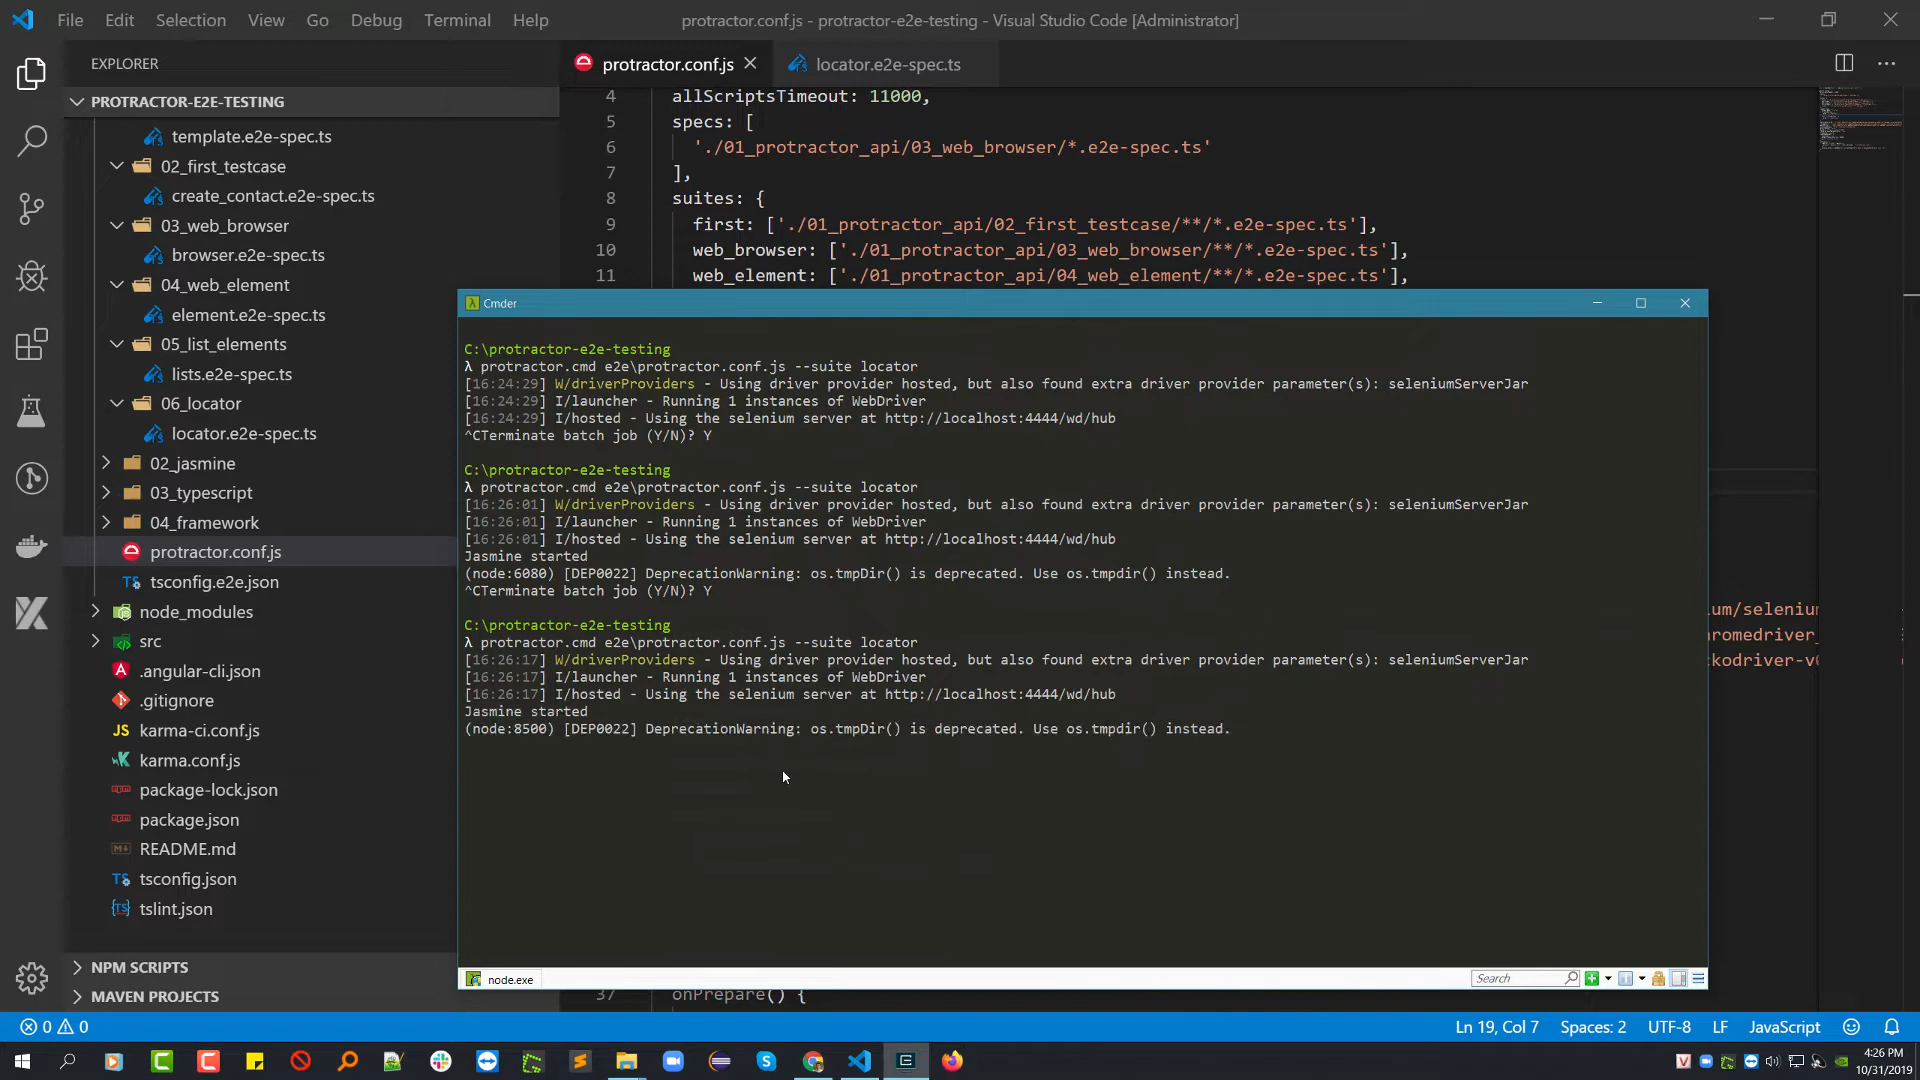 File Edit Selection View Go Debug Terminal Help
protractor.conf.js - protractor-e2e-testing - Visual Studio Code [Administrator]
EXPLORER
PROTRACTOR-E2E-TESTING
template.e2e-spec.ts
02_first_testcase
create_contact.e2e-spec.ts
03_web_browser
browser.e2e-spec.ts
04_web_element
element.e2e-spec.ts
05_list_elements
lists.e2e-spec.ts
06_locator
locator.e2e-spec.ts
02_jasmine
03_typescript
04_framework
protractor.conf.js
TS tsconfig.e2e.json
node_modules
src
.angular-cli.json
.gitignore
JS karma-ci.conf.js
karma.conf.js
package-lock.json
package.json
README.md
TS tsconfig.json
TS tslint.json
NPM SCRIPTS
MAVEN PROJECTS
protractor.conf.js
locator.e2e-spec.ts
4 allScriptsTimeout: 11000,
5 specs: [
6 './01_protractor_api/03_web_browser/*.e2e-spec.ts'
7 ],
8 suites: {
9 first: ['./01_protractor_api/02_first_testcase/**/*.e2e-spec.ts'],
10 web_browser: ['./01_protractor_api/03_web_browser/**/*.e2e-spec.ts'],
11 web_element: ['./01_protractor_api/04_web_element/**/*.e2e-spec.ts'],
Cmder
C:\protractor-e2e-testing
λ protractor.cmd e2e\protractor.conf.js --suite locator
[16:24:29] W/driverProviders - Using driver provider hosted, but also found extra driver provider parameter(s): seleniumServerJar
[16:24:29] I/launcher - Running 1 instances of WebDriver
[16:24:29] I/hosted - Using the selenium server at http://localhost:4444/wd/hub
^CTerminate batch job (Y/N)? Y
C:\protractor-e2e-testing
λ protractor.cmd e2e\protractor.conf.js --suite locator
[16:26:01] W/driverProviders - Using driver provider hosted, but also found extra driver provider parameter(s): seleniumServerJar
[16:26:01] I/launcher - Running 1 instances of WebDriver
[16:26:01] I/hosted - Using the selenium server at http://localhost:4444/wd/hub
Jasmine started
(node:6080) [DEP0022] DeprecationWarning: os.tmpDir() is deprecated. Use os.tmpdir() instead.
^CTerminate batch job (Y/N)? Y
C:\protractor-e2e-testing
λ protractor.cmd e2e\protractor.conf.js --suite locator
[16:26:17] W/driverProviders - Using driver provider hosted, but also found extra driver provider parameter(s): seleniumServerJar
[16:26:17] I/launcher - Running 1 instances of WebDriver
[16:26:17] I/hosted - Using the selenium server at http://localhost:4444/wd/hub
Jasmine started
(node:8500) [DEP0022] DeprecationWarning: os.tmpDir() is deprecated. Use os.tmpdir() instead.
node.exe
Search
um/seleniu
romedriver_
kodriver-v
37 onPrepare() {
0 0
Ln 19, Col 7 Spaces: 2 UTF-8 LF JavaScript
4:26 PM
10/31/2019